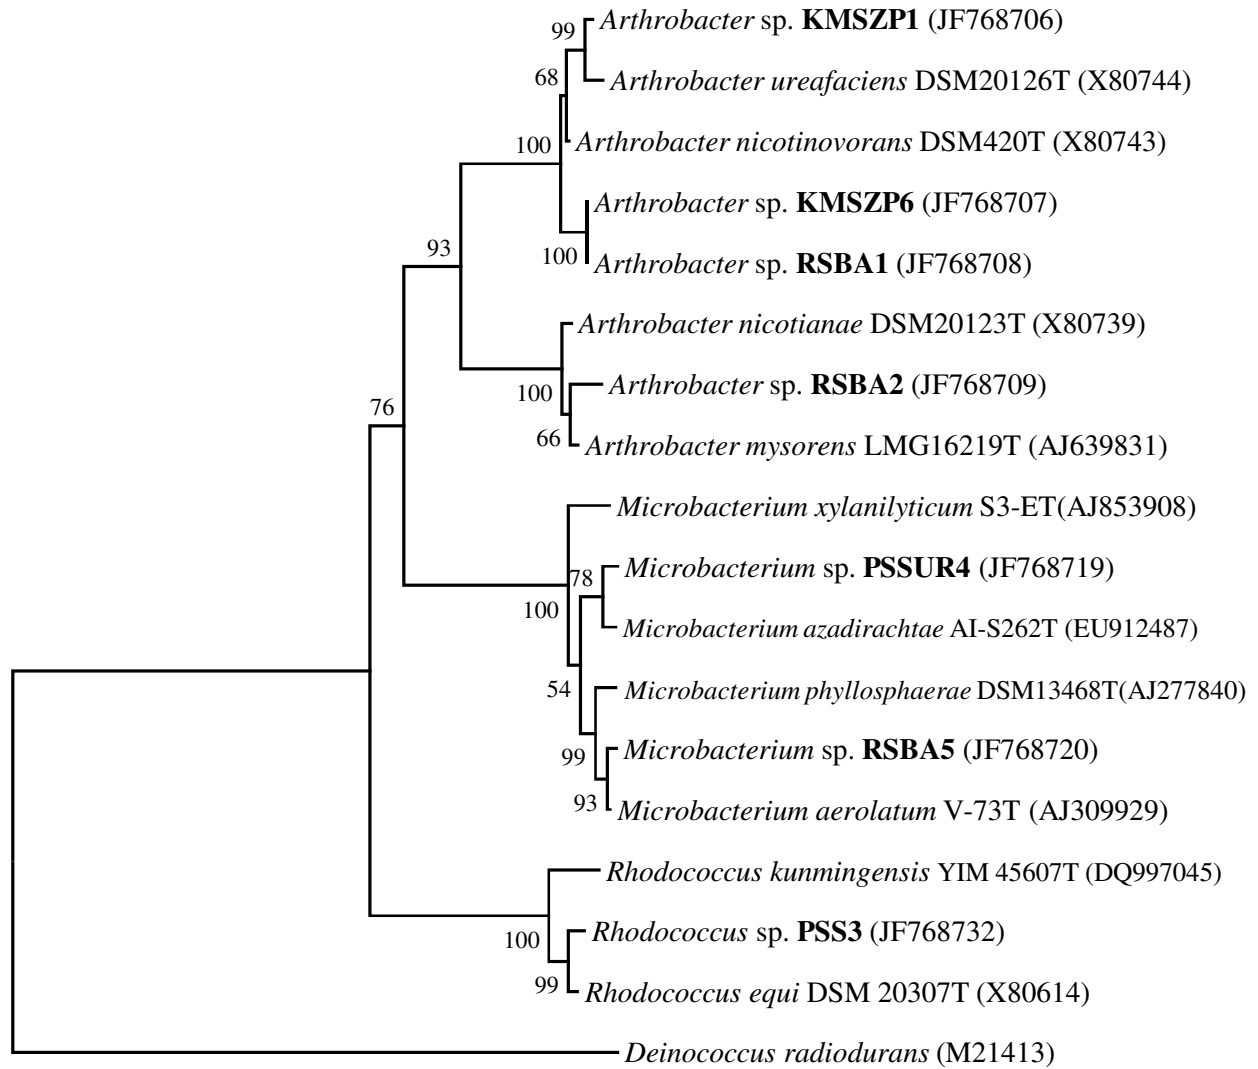 99
Arthrobacter sp. KMSZP1 (JF768706)
68
Arthrobacter ureafaciens DSM20126T (X80744)
100
Arthrobacter nicotinovorans DSM420T (X80743)
Arthrobacter sp. KMSZP6 (JF768707)
93
100
Arthrobacter sp. RSBA1 (JF768708)
Arthrobacter nicotianae DSM20123T (X80739)
100
Arthrobacter sp. RSBA2 (JF768709)
76
66
Arthrobacter mysorens LMG16219T (AJ639831)
Microbacterium xylanilyticum S3-ET(AJ853908)
78
Microbacterium sp. PSSUR4 (JF768719)
100
Microbacterium azadirachtae AI-S262T (EU912487)
54
Microbacterium phyllosphaerae DSM13468T(AJ277840)
99
Microbacterium sp. RSBA5 (JF768720)
93
Microbacterium aerolatum V-73T (AJ309929)
Rhodococcus kunmingensis YIM 45607T (DQ997045)
100
Rhodococcus sp. PSS3 (JF768732)
99
Rhodococcus equi DSM 20307T (X80614)
Deinococcus radiodurans (M21413)